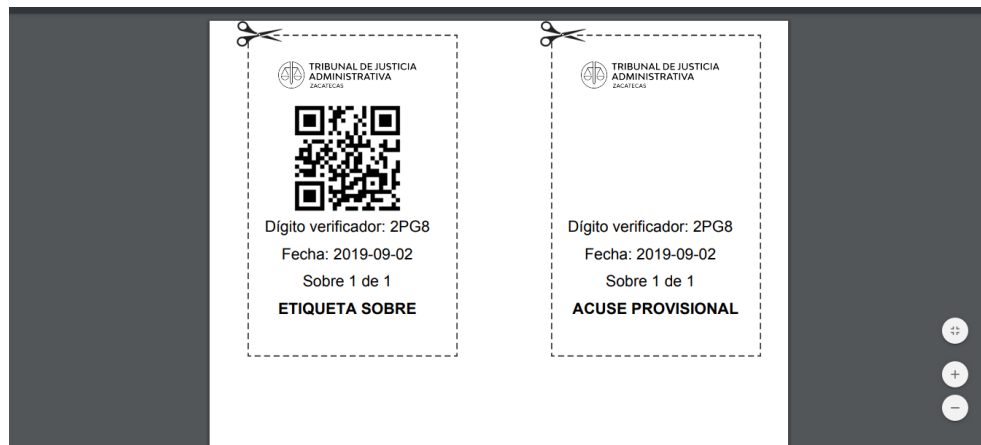 TRIBUNAL DE JUSTICIA
ADMINISTRATIVA
ZACATECAS
Dígito verificador: 2PG8
Fecha: 2019-09-02
Sobre 1 de 1
ETIQUETA SOBRE
TRIBUNAL DE JUSTICIA
ADMINISTRATIVA
ZACATECAS
Dígito verificador: 2PG8
Fecha: 2019-09-02
Sobre 1 de 1
ACUSE PROVISIONAL